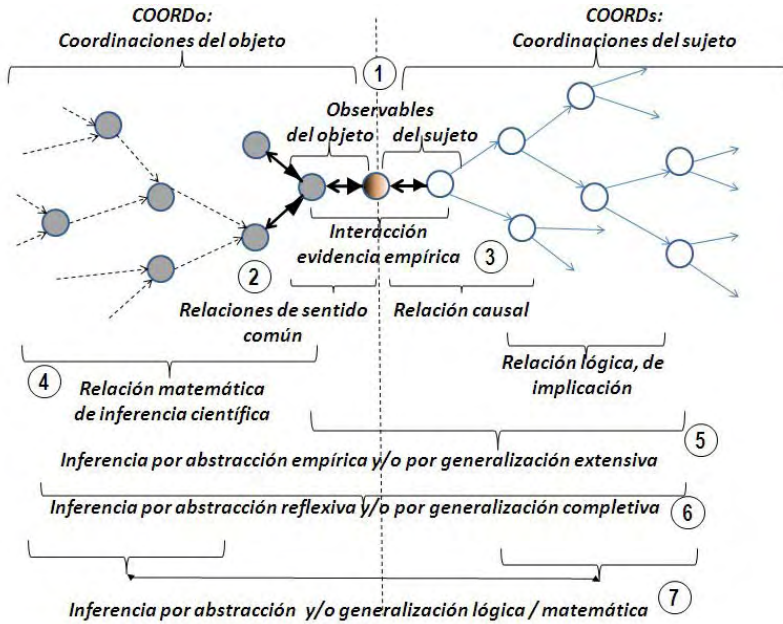 COORDo:
Coordinaciones del objeto
COORDs:
Coordinaciones del sujeto
1
Observables
del objeto
del sujeto
Interacción
evidencia empírica
3
2
Relaciones de sentido
común
Relación causal
4
Relación matemática
de inferencia científica
Relación lógica, de
implicación
5
Inferencia por abstracción empírica y/o por generalización extensiva
Inferencia por abstracción reflexiva y/o por generalización completiva
6
7
Inferencia por abstracción y/o generalización lógica / matemática